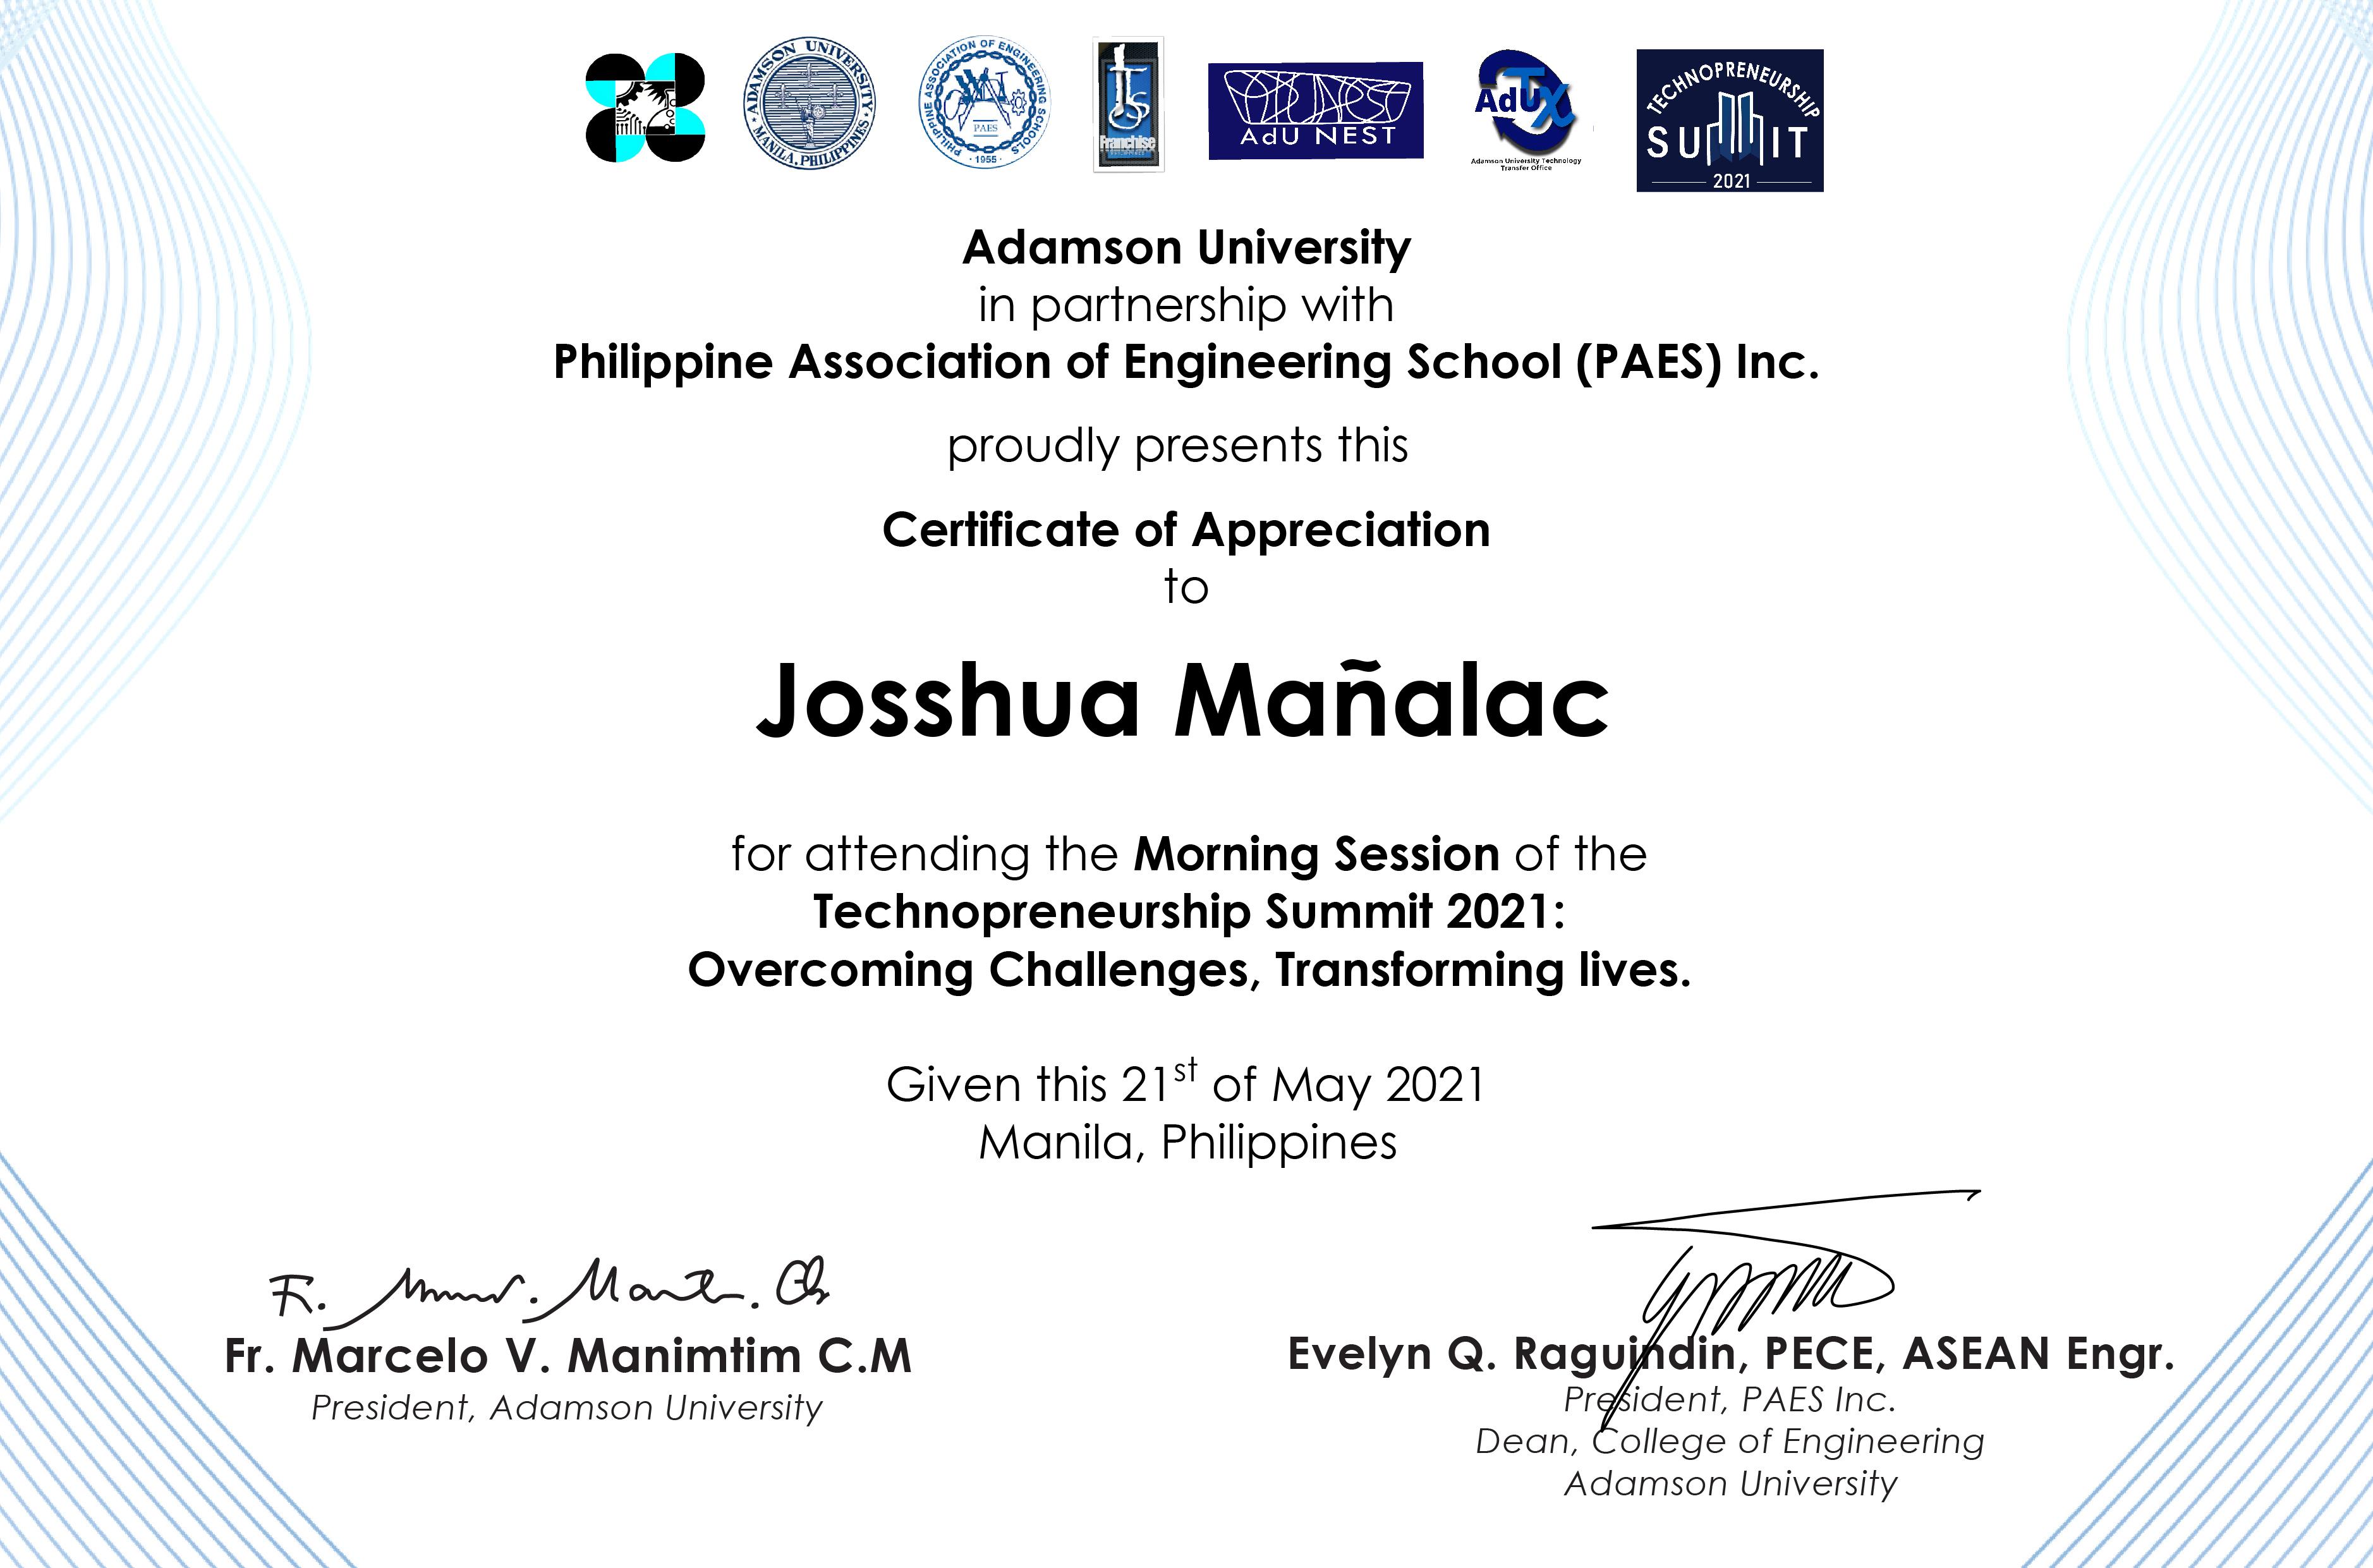 ADAMSON UNIVERSITY
MANILA, PHILIPPINES
PHILIPPINE ASSOCIATION OF ENGINEERING SCHOOLS
PAES
1955
Franchise
AdU NEST
AdUTX
Adamson University Technology
Transfer Office
TECHNOPRENEURSHIP
SUMMIT
2021
Adamson University
in partnership with
Philippine Association of Engineering School (PAES) Inc.
proudly presents this
Certificate of Appreciation
to
Josshua Mañalac
for attending the Morning Session of the
Technopreneurship Summit 2021:
Overcoming Challenges, Transforming lives.
Given this 21st of May 2021
Manila, Philippines
Fr. Marcelo V. Manimtim C.M
President, Adamson University
Evelyn Q. Raguindin, PECE, ASEAN Engr.
President, PAES Inc.
Dean, College of Engineering
Adamson University